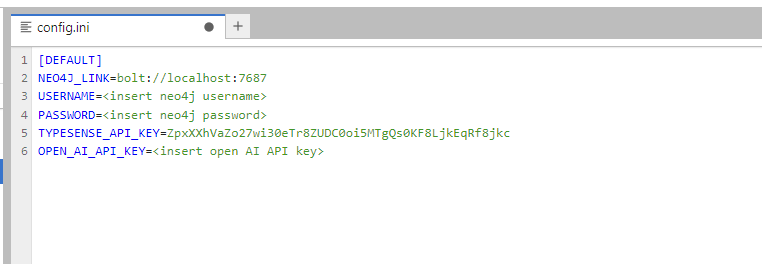 config.ini
1 [DEFAULT]
2 NEO4J_LINK=bolt://localhost:7687
3 USERNAME=<insert neo4j username>
4 PASSWORD=<insert neo4j password>
5 TYPESENSE_API_KEY=ZpxXXhVaZo27wi30eTr8ZUDC0oi5MTgQs0KF8LjkEqRf8jkc
6 OPEN_AI_API_KEY=<insert open AI API key>